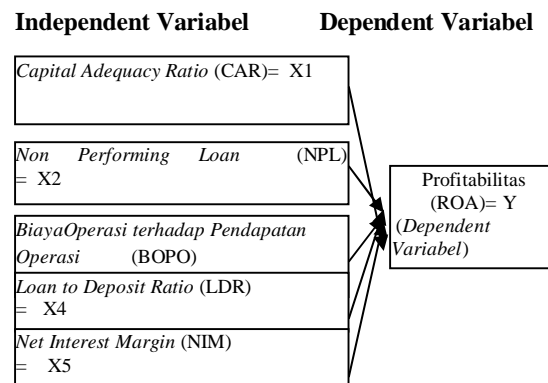 Independent Variabel
Dependent Variabel
Capital Adequacy Ratio (CAR)= X1
Non Performing Loan (NPL)
= X2
BiayaOperasi terhadap Pendapatan
Operasi (BOPO)
Loan to Deposit Ratio (LDR)
= X4
Net Interest Margin (NIM)
= X5
Profitabilitas
(ROA)= Y
(Dependent
Variabel)